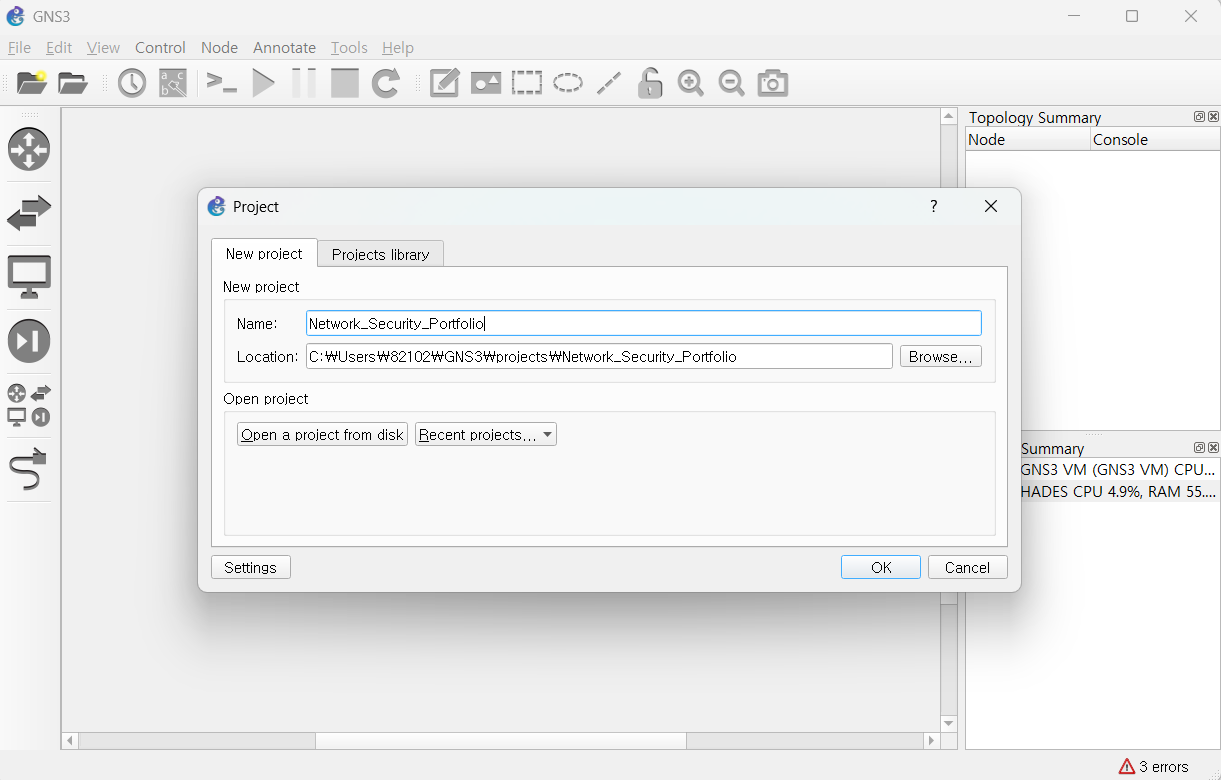 GNS3
File Edit View Control Node Annotate Tools Help
Topology Summary
Node Console
Project
?
New project Projects library
New project
Name: Network_Security_Portfolio
Location: C:₩Users₩82102₩GNS3₩projects₩Network_Security_Portfolio Browse...
Open project
Open a project from disk Recent projects...
Settings OK Cancel
Summary
GNS3 VM (GNS3 VM) CPU...
HADES CPU 4.9%, RAM 55....
3 errors